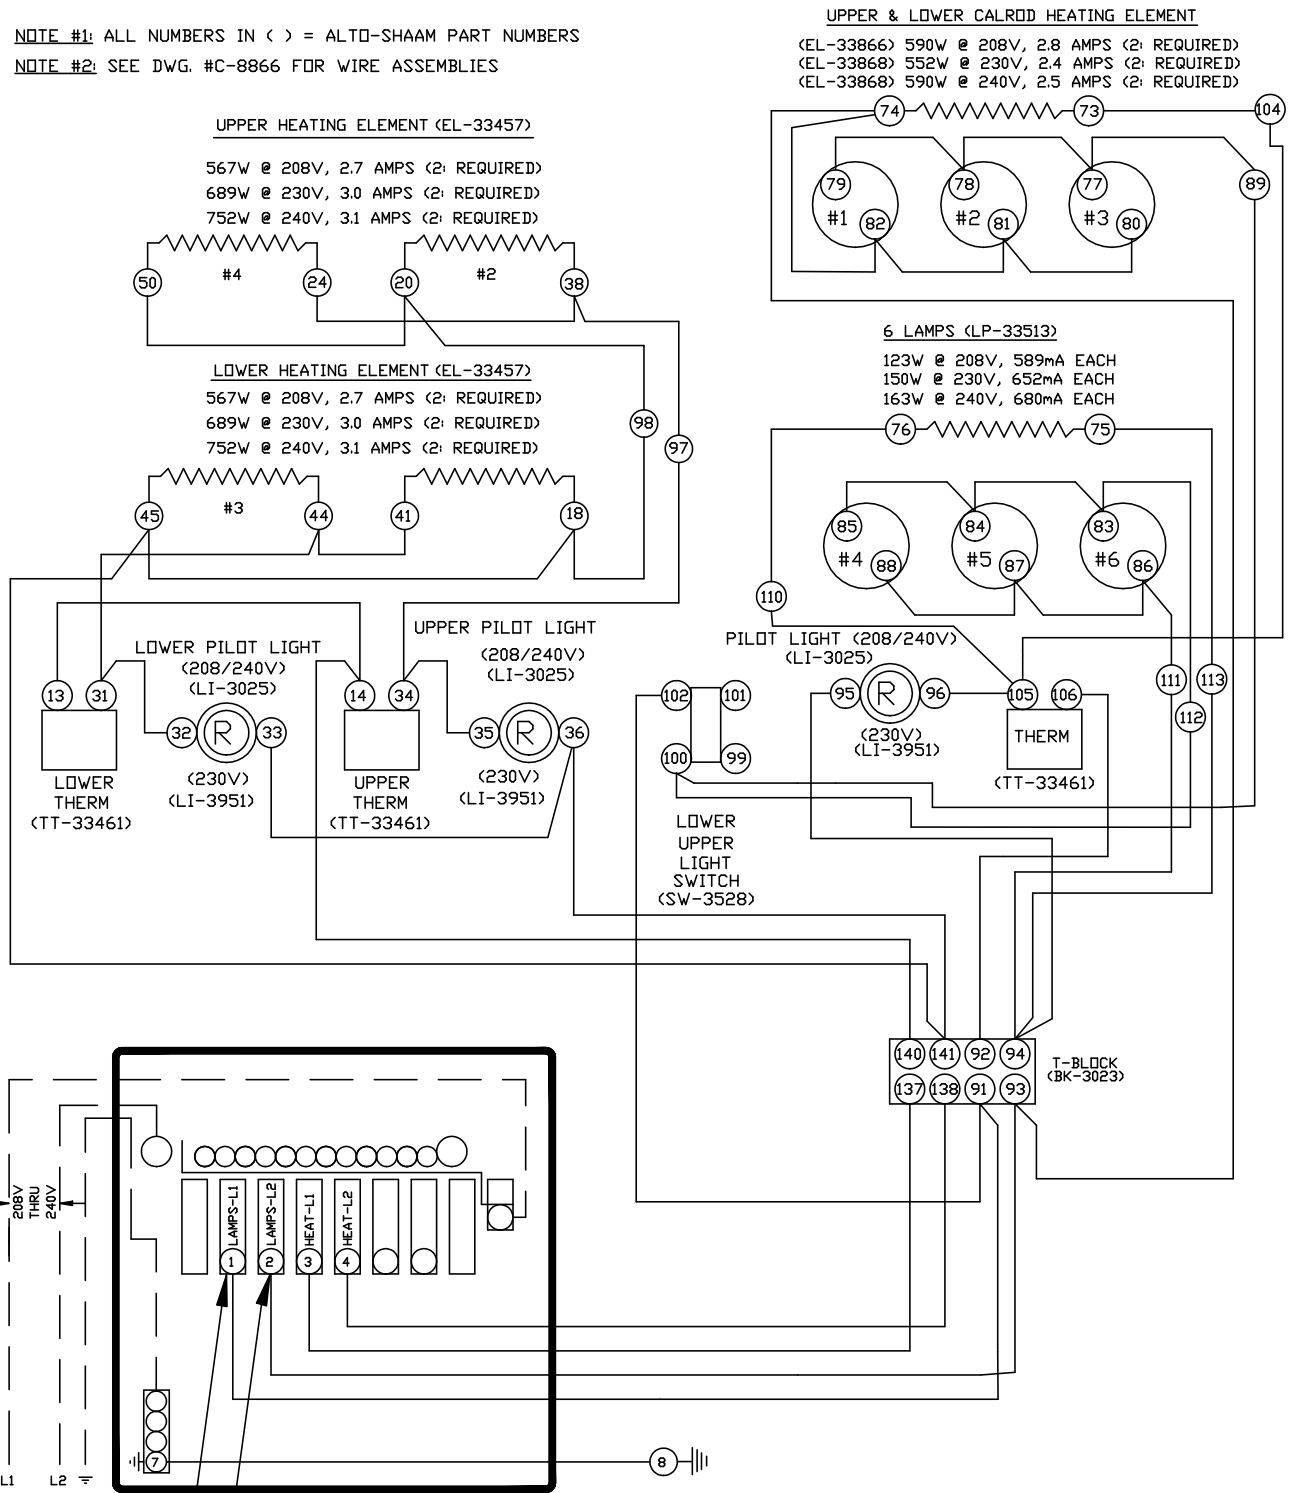 NOTE #1: ALL NUMBERS IN ( ) = ALTO-SHAAM PART NUMBERS
NOTE #2: SEE DWG. #C-8866 FOR WIRE ASSEMBLIES
UPPER & LOWER CALROD HEATING ELEMENT
(EL-33866) 590W @ 208V, 2.8 AMPS (2: REQUIRED)
(EL-33868) 552W @ 230V, 2.4 AMPS (2: REQUIRED)
(EL-33868) 590W @ 240V, 2.5 AMPS (2: REQUIRED)
74
73
104
UPPER HEATING ELEMENT (EL-33457)
567W @ 208V, 2.7 AMPS (2: REQUIRED)
689W @ 230V, 3.0 AMPS (2: REQUIRED)
752W @ 240V, 3.1 AMPS (2: REQUIRED)
79
78
77
89
#1
82
#2
81
#3
80
50
#4
24
20
#2
38
6 LAMPS (LP-33513)
123W @ 208V, 589mA EACH
150W @ 230V, 652mA EACH
163W @ 240V, 680mA EACH
LOWER HEATING ELEMENT (EL-33457)
567W @ 208V, 2.7 AMPS (2: REQUIRED)
689W @ 230V, 3.0 AMPS (2: REQUIRED)
752W @ 240V, 3.1 AMPS (2: REQUIRED)
98
97
76
75
45
#3
44
41
18
85
84
83
#4
88
#5
87
#6
86
110
LOWER PILOT LIGHT
(208/240V)
(LI-3025)
UPPER PILOT LIGHT
(208/240V)
(LI-3025)
PILOT LIGHT (208/240V)
(LI-3025)
13
31
32
R
33
14
34
35
R
36
102
101
100
99
95
R
96
105
106
111
113
112
(230V)
(LI-3951)
THERM
(TT-33461)
LOWER
THERM
(TT-33461)
(230V)
(LI-3951)
UPPER
THERM
(TT-33461)
(230V)
(LI-3951)
LOWER
UPPER
LIGHT
SWITCH
(SW-3528)
140
141
92
94
137
138
91
93
T-BLOCK
(BK-3023)
208V
THRU
240V
LAMPS-L1
LAMPS-L2
HEAT-L1
HEAT-L2
1
2
3
4
7
8
L1
L2